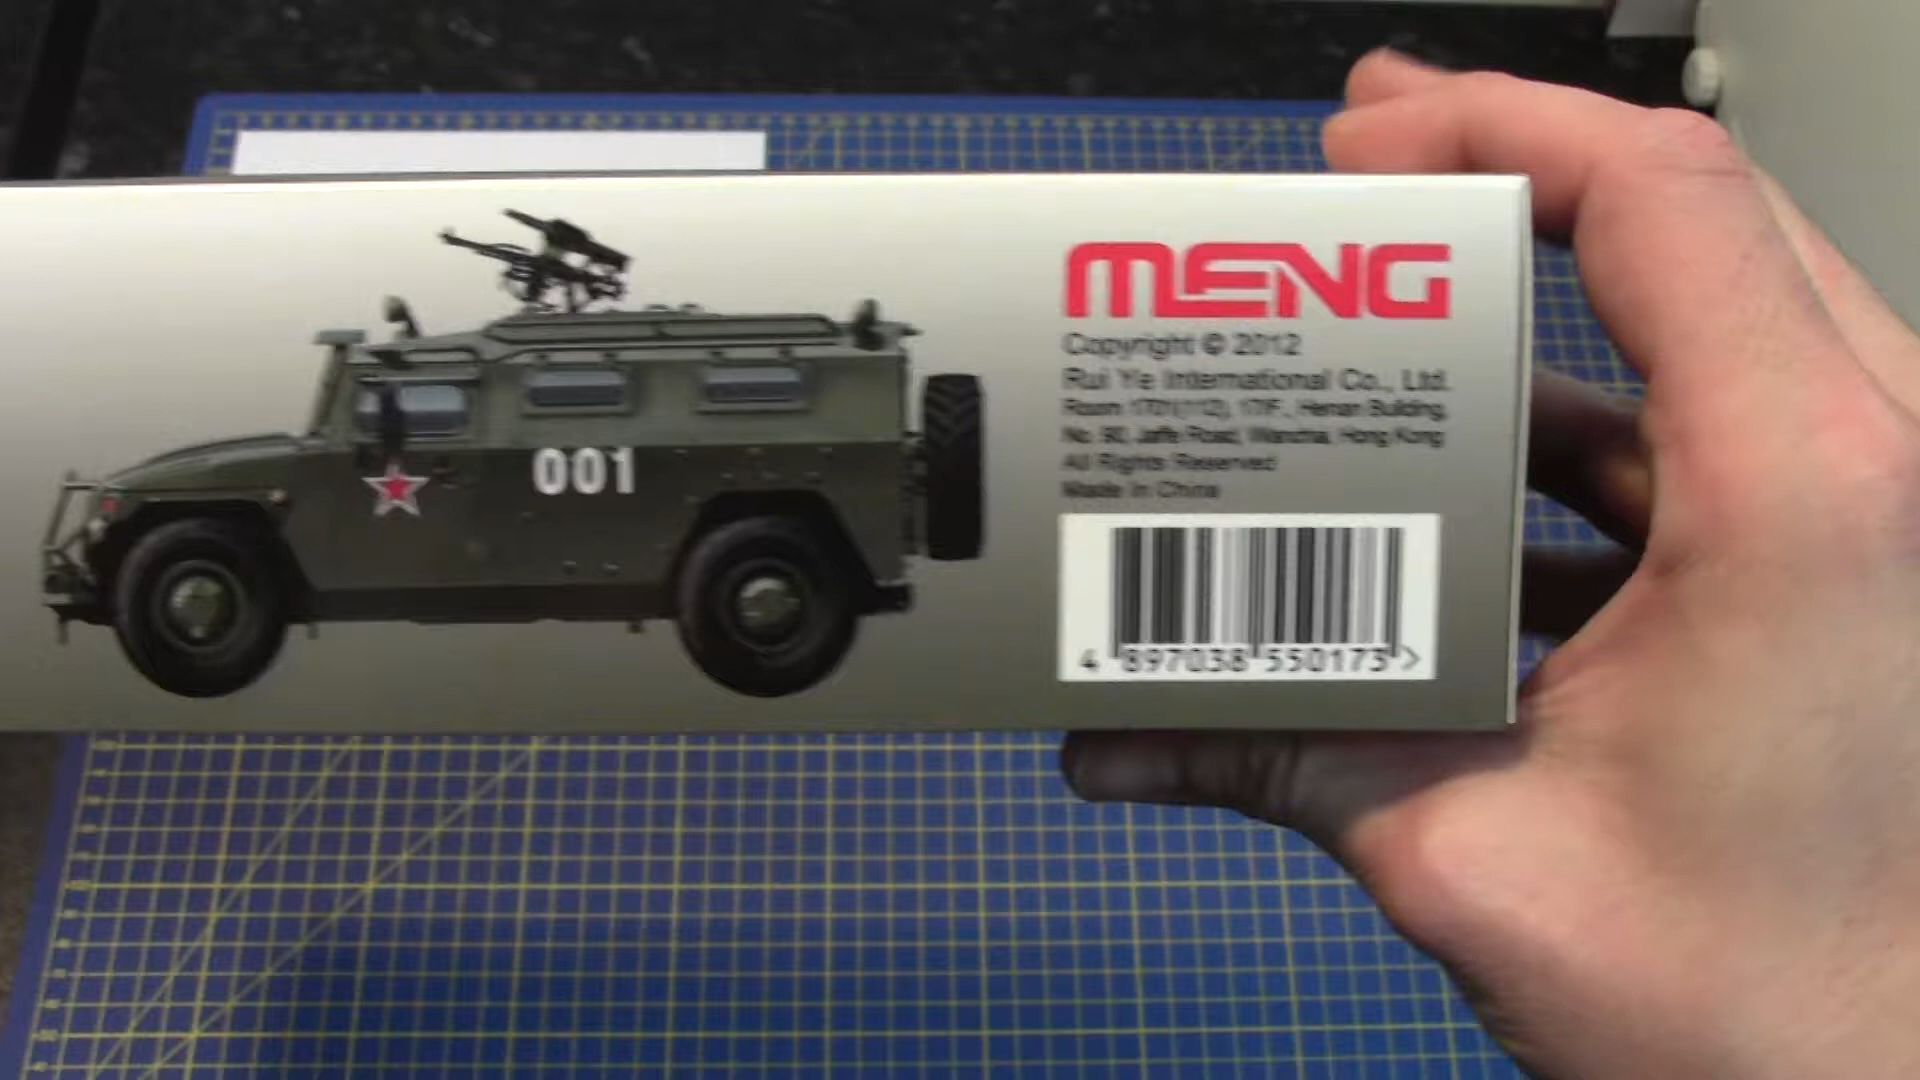 MENG
Copyright © 2012
Rui Ye International Co., Ltd.
Room 1701(112), 17/F., Henan Building,
No. 90, Jaffe Road, Wanchai, Hong Kong
All Rights Reserved
Made In China
001
4 897038 550173 >